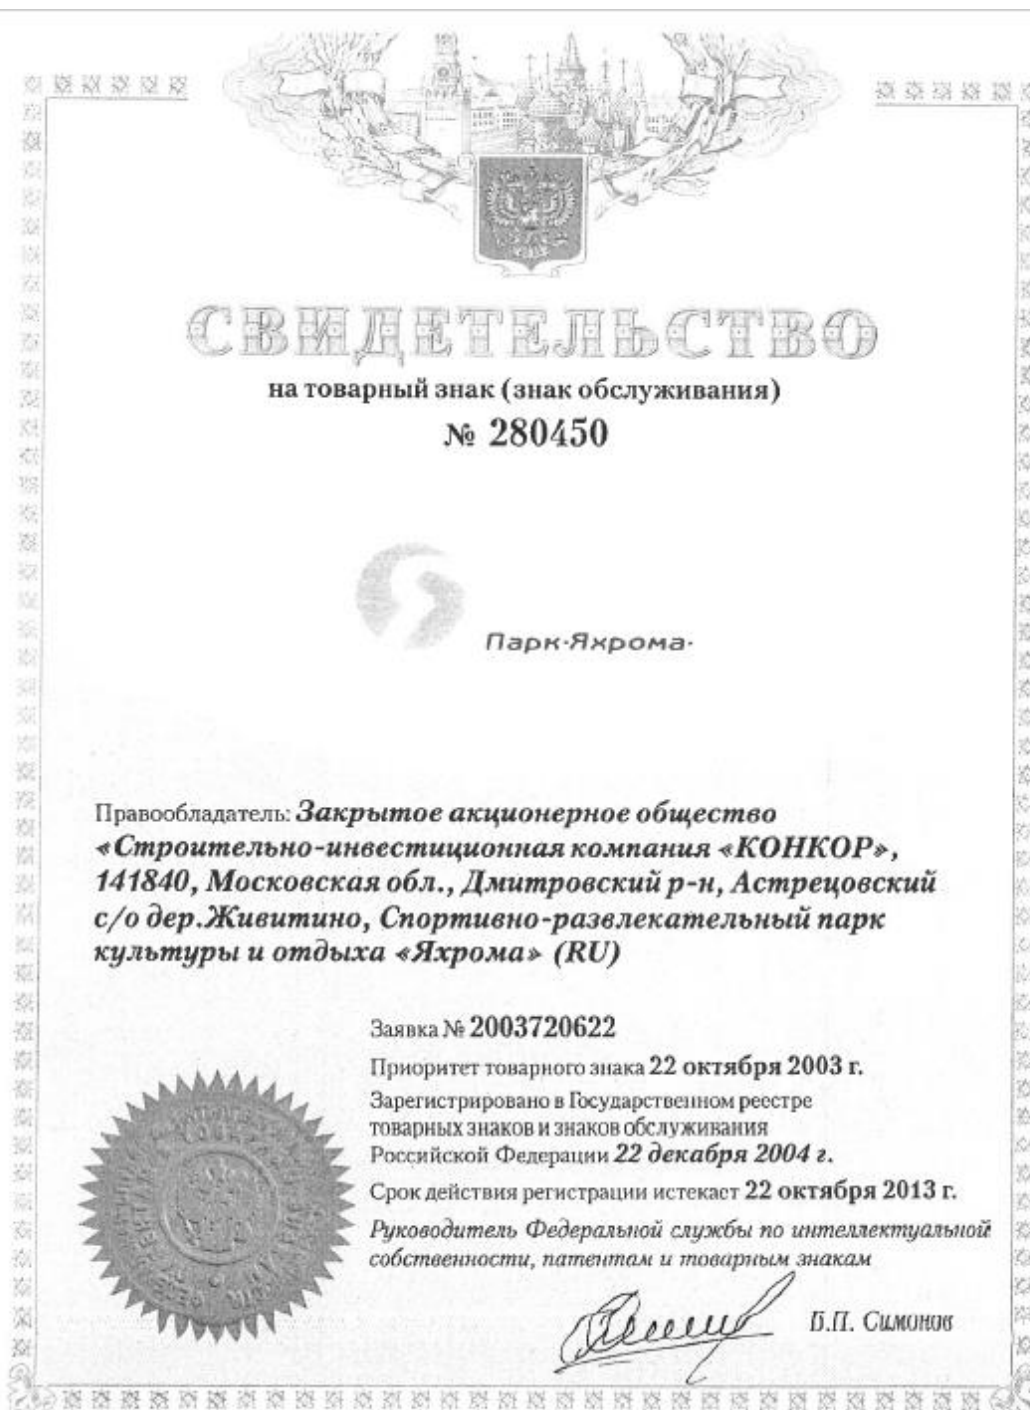 СВИДЕТЕЛЬСТВО
на товарный знак (знак обслуживания)
№ 280450
Парк·Яхрома·
Правообладатель: Закрытое акционерное общество
«Строительно-инвестиционная компания «КОНКОР»,
141840, Московская обл., Дмитровский р-н, Астрецовский
с/о дер.Живитино, Спортивно-развлекательный парк
культуры и отдыха «Яхрома» (RU)
Заявка № 2003720622
Приоритет товарного знака 22 октября 2003 г.
Зарегистрировано в Государственном реестре
товарных знаков и знаков обслуживания
Российской Федерации 22 декабря 2004 г.
Срок действия регистрации истекает 22 октября 2013 г.
Руководитель Федеральной службы по интеллектуальной
собственности, патентам и товарным знакам
Б.П. Симонов